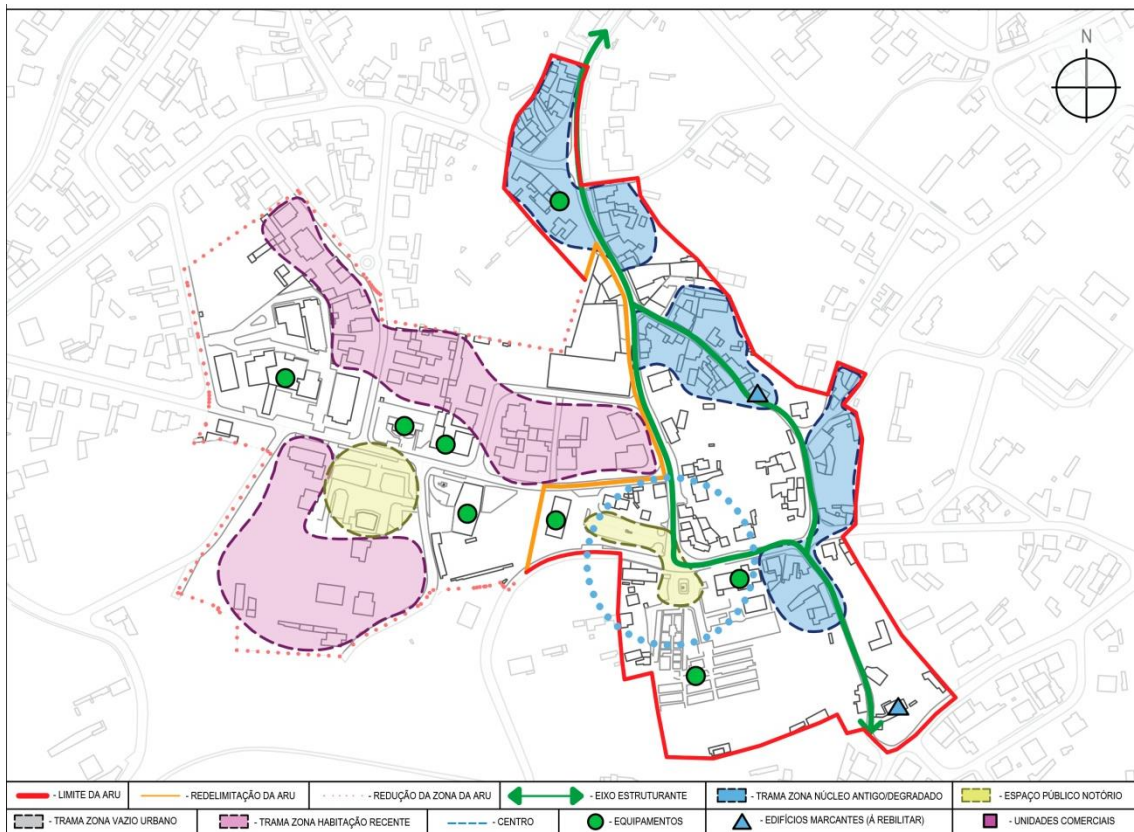 N
- LIMITE DA ARU
- REDELIMITAÇÃO DA ARU
- REDUÇÃO DA ZONA DA ARU
- EIXO ESTRUTURANTE
- TRAMA ZONA NÚCLEO ANTIGO/DEGRADADO
- ESPAÇO PÚBLICO NOTÓRIO
- TRAMA ZONA VAZIO URBANO
- TRAMA ZONA HABITAÇÃO RECENTE
- CENTRO
- EQUIPAMENTOS
- EDIFÍCIOS MARCANTES (Á REBILITAR)
- UNIDADES COMERCIAIS